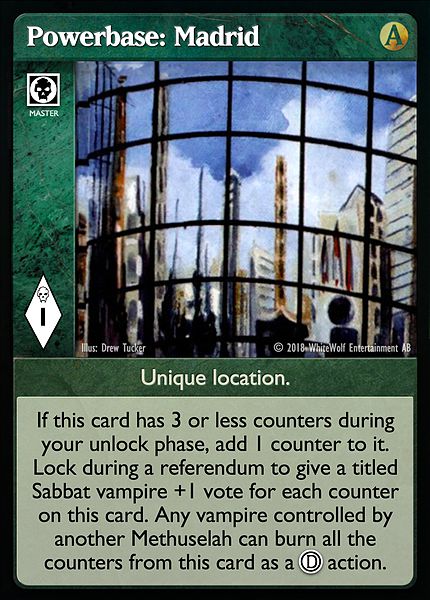 Powerbase: Madrid
A
MASTER
1
Illus: Drew Tucker © 2018 WhiteWolf Entertainment AB
Unique location.
If this card has 3 or less counters during
your unlock phase, add 1 counter to it.
Lock during a referendum to give a titled
Sabbat vampire +1 vote for each counter
on this card. Any vampire controlled by
another Methuselah can burn all the
counters from this card as a D action.